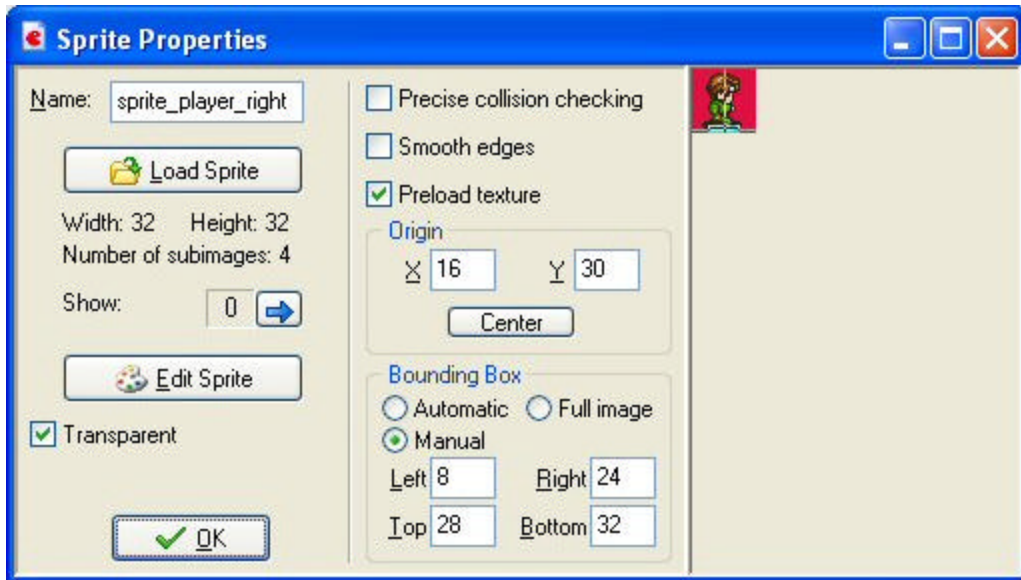 Sprite Properties
Name: sprite_player_right
Load Sprite
Width: 32 Height: 32
Number of subimages: 4
Show: 0
Edit Sprite
Transparent
OK
Precise collision checking
Smooth edges
Preload texture
Origin
X 16 Y 30
Center
Bounding Box
Automatic Full image
Manual
Left 8 Right 24
Top 28 Bottom 32